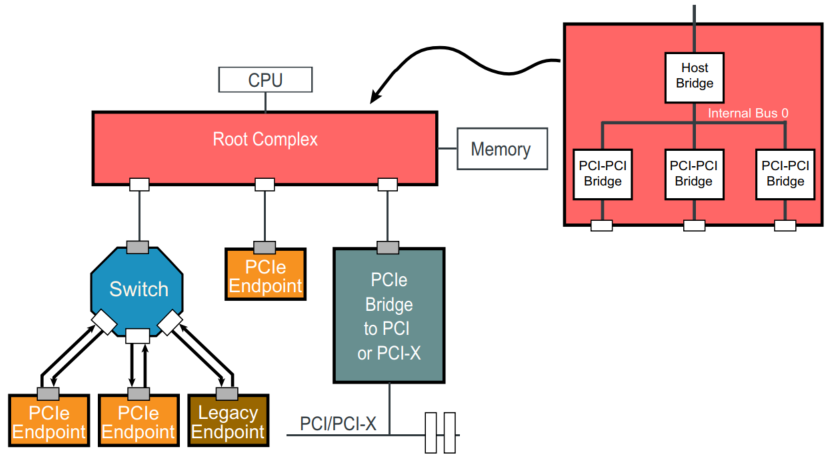 CPU
Root Complex
Memory
Host
Bridge
Internal Bus 0
PCI-PCI
Bridge
PCI-PCI
Bridge
PCI-PCI
Bridge
Switch
PCIe
Endpoint
PCIe
Bridge
to PCI
or PCI-X
PCIe
Endpoint
PCIe
Endpoint
Legacy
Endpoint
PCI/PCI-X